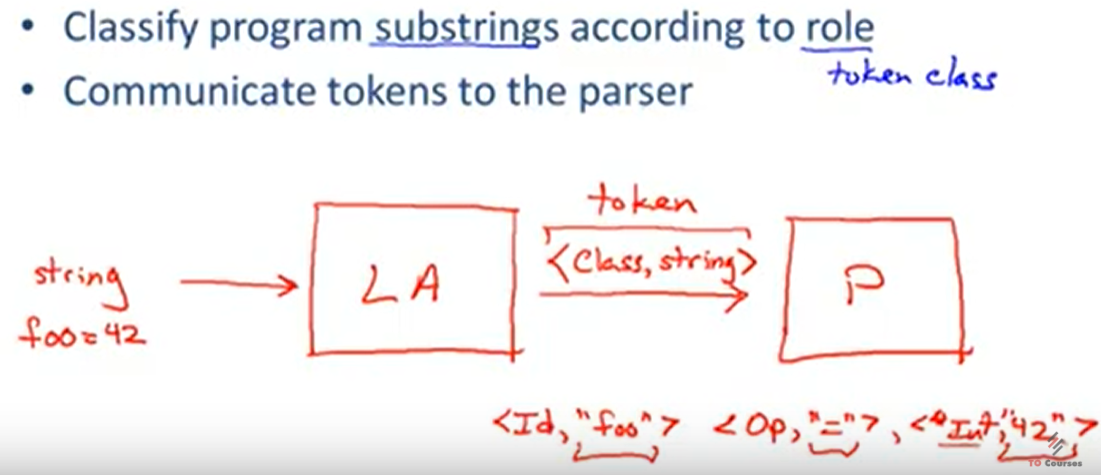 • Classify program substrings according to role
token class
• Communicate tokens to the parser
token
<Class, string>
string
foo=42
LA
P
<Id, "foo"> <Op, "="> , <"Int, "42">
TO Courses